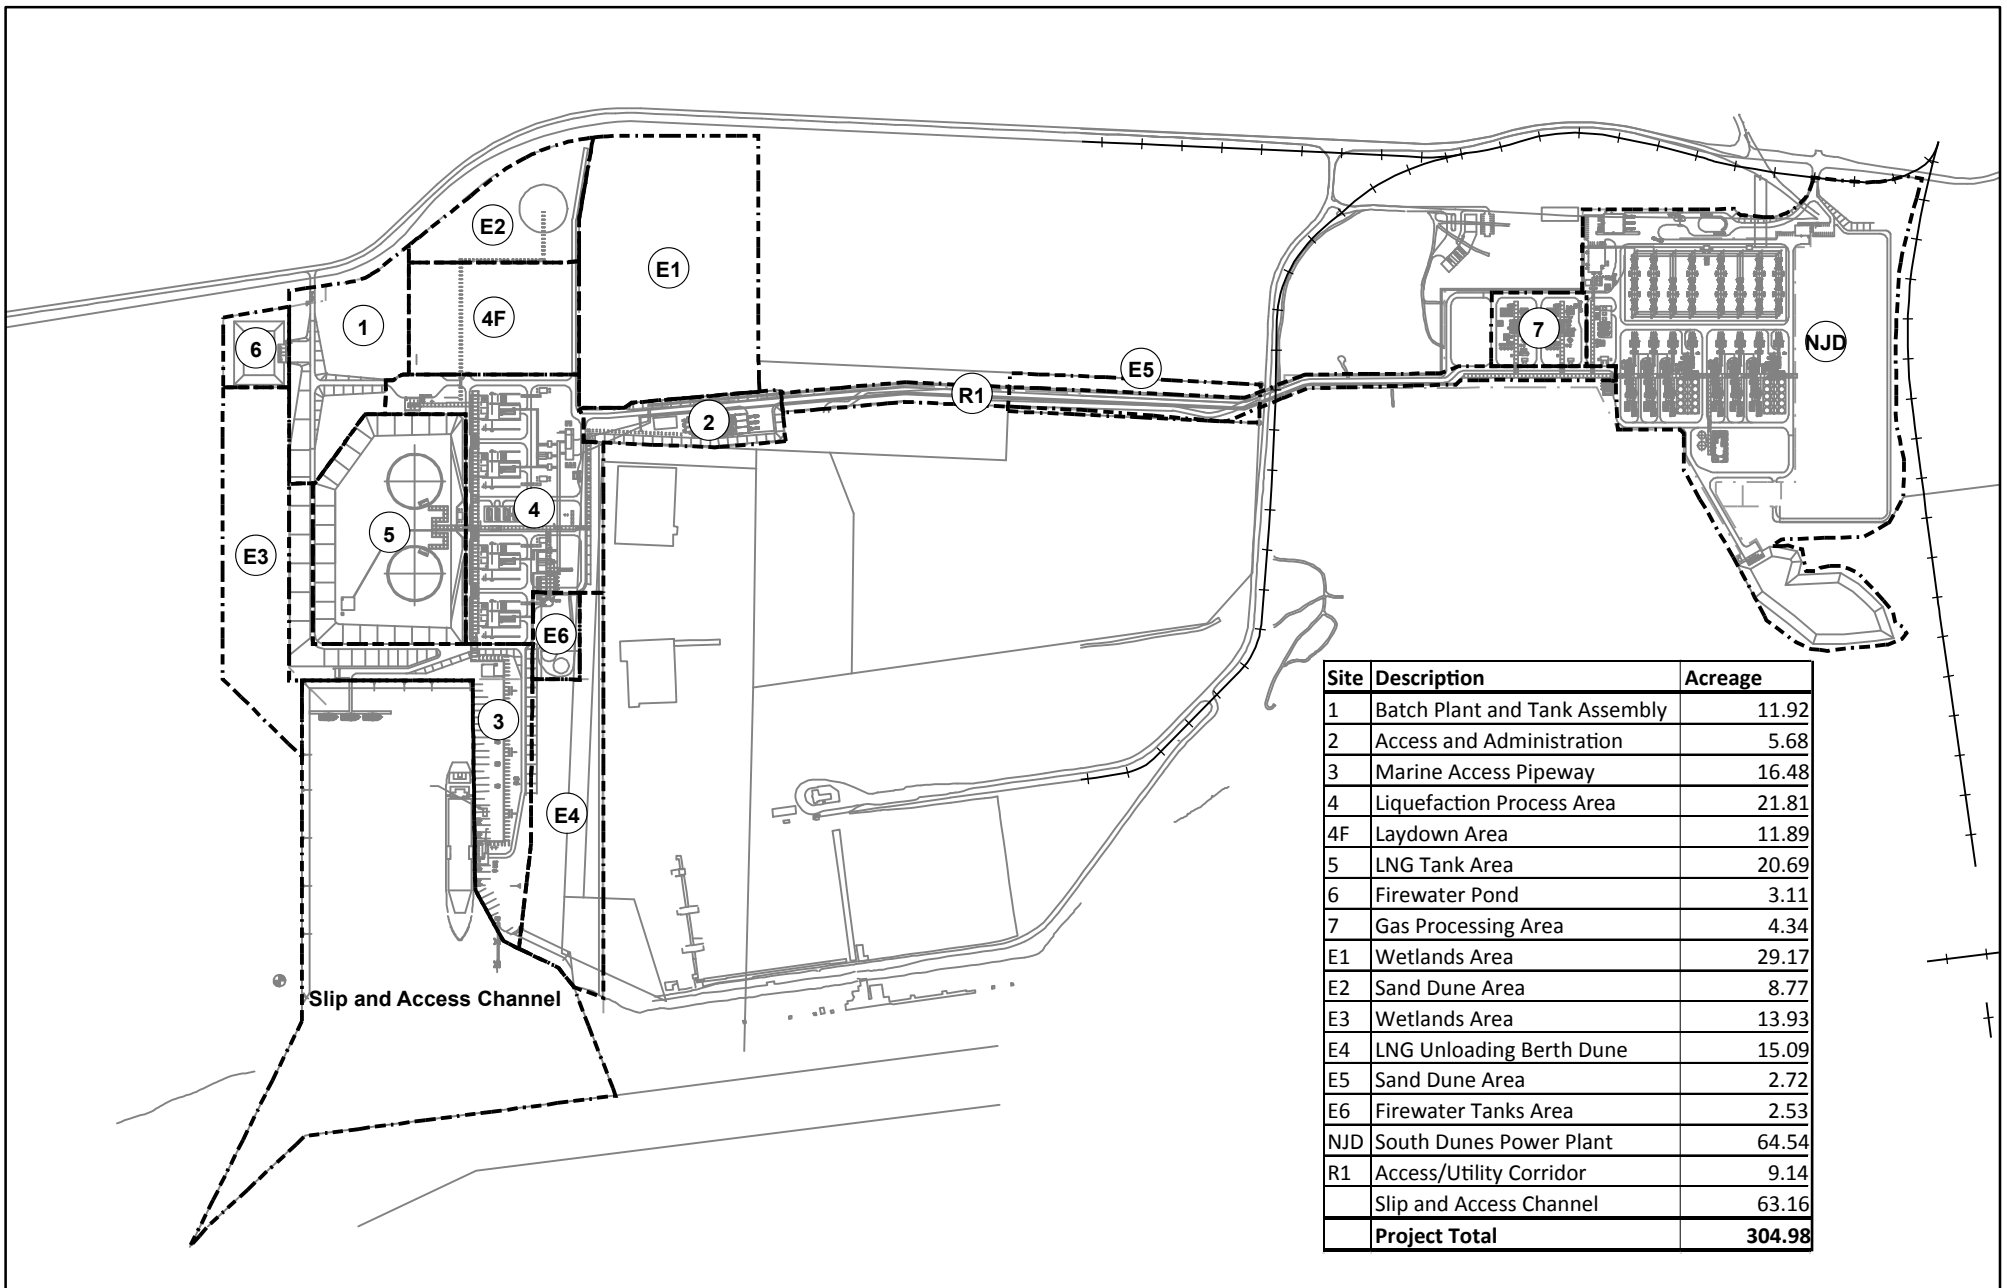 E2
E1
1
4F
6
7
NJD
E5
R1
2
4
5
E3
E6
3
E4
Slip and Access Channel
Site Description Acreage
1 Batch Plant and Tank Assembly 11.92
2 Access and Administration 5.68
3 Marine Access Pipeway 16.48
4 Liquefaction Process Area 21.81
4F Laydown Area 11.89
5 LNG Tank Area 20.69
6 Firewater Pond 3.11
7 Gas Processing Area 4.34
E1 Wetlands Area 29.17
E2 Sand Dune Area 8.77
E3 Wetlands Area 13.93
E4 LNG Unloading Berth Dune 15.09
E5 Sand Dune Area 2.72
E6 Firewater Tanks Area 2.53
NJD South Dunes Power Plant 64.54
R1 Access/Utility Corridor 9.14
Slip and Access Channel 63.16
Project Total 304.98